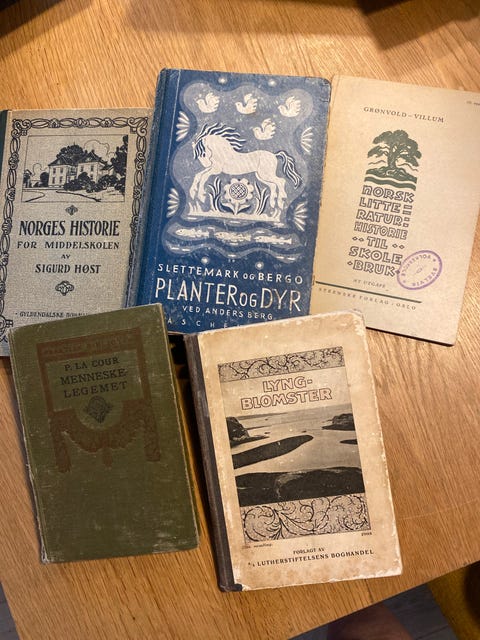 NORGES HISTORIE
FOR MIDDELSKOLEN
AV
SIGURD HØST
SLETTEMARK OG BERGO
PLANTER OG DYR
VED ANDERS BERG
GRØNVOLD – VILLUM
NORSK
LITTE
RATUR=
HISTORIE
TIL
SKOLE
BRUK
NY UTGAVE
STEENSKE FORLAG · OSLO
P. LA COUR
MENNESKE-
LEGEMET
LYNG-
BLOMSTER
FORLAGT AV
LUTHERSTIFTELSENS BOGHANDEL